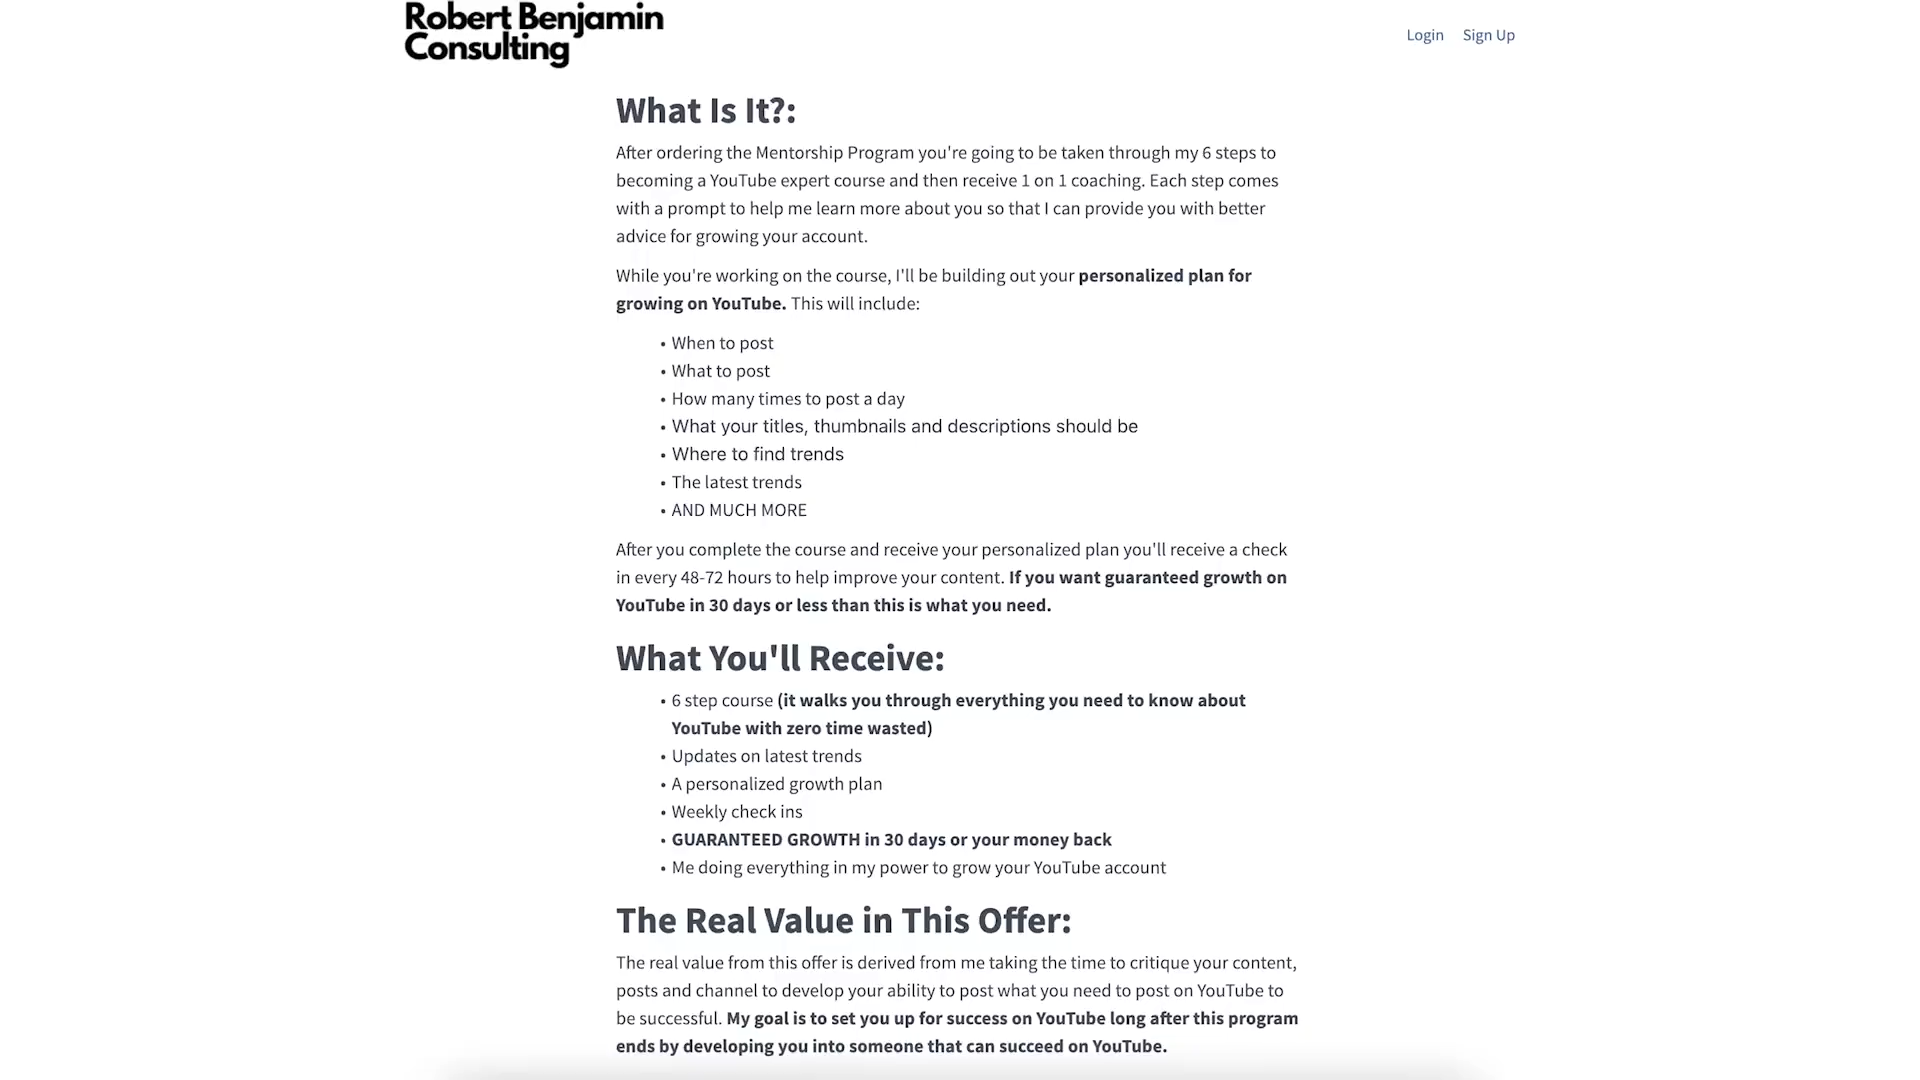 Robert Benjamin
Consulting
Login Sign Up
What Is It?:
After ordering the Mentorship Program you're going to be taken through my 6 steps to
becoming a YouTube expert course and then receive 1 on 1 coaching. Each step comes
with a prompt to help me learn more about you so that I can provide you with better
advice for growing your account.
While you're working on the course, I'll be building out your personalized plan for
growing on YouTube. This will include:
• When to post
• What to post
• How many times to post a day
• What your titles, thumbnails and descriptions should be
• Where to find trends
• The latest trends
• AND MUCH MORE
After you complete the course and receive your personalized plan you'll receive a check
in every 48-72 hours to help improve your content. If you want guaranteed growth on
YouTube in 30 days or less than this is what you need.
What You'll Receive:
• 6 step course (it walks you through everything you need to know about
YouTube with zero time wasted)
• Updates on latest trends
• A personalized growth plan
• Weekly check ins
• GUARANTEED GROWTH in 30 days or your money back
• Me doing everything in my power to grow your YouTube account
The Real Value in This Offer:
The real value from this offer is derived from me taking the time to critique your content,
posts and channel to develop your ability to post what you need to post on YouTube to
be successful. My goal is to set you up for success on YouTube long after this program
ends by developing you into someone that can succeed on YouTube.